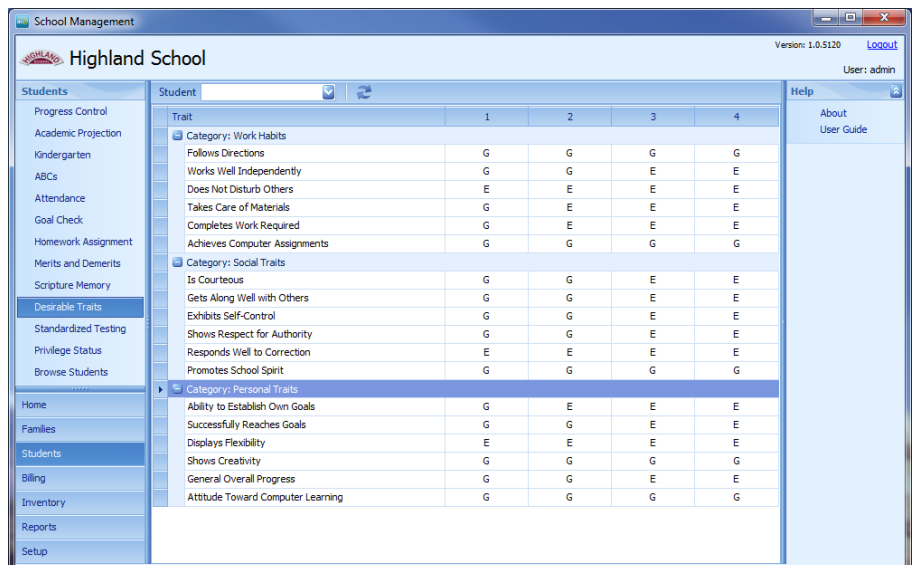 School Management
HIGHLAND
Highland School
Version: 1.0.5120 Logout
User: admin
Students
Progress Control
Academic Projection
Kindergarten
ABCs
Attendance
Goal Check
Homework Assignment
Merits and Demerits
Scripture Memory
Desirable Traits
Standardized Testing
Privilege Status
Browse Students
Home
Families
Students
Billing
Inventory
Reports
Setup
Student
Trait 1 2 3 4
Category: Work Habits
Follows Directions G G G G
Works Well Independently G G E E
Does Not Disturb Others E E E E
Takes Care of Materials G E E E
Completes Work Required G E E E
Achieves Computer Assignments G G G G
Category: Social Traits
Is Courteous G G E E
Gets Along Well with Others G G E E
Exhibits Self-Control G G E E
Shows Respect for Authority G G E E
Responds Well to Correction E E E E
Promotes School Spirit G G G G
Category: Personal Traits
Ability to Establish Own Goals G E E E
Successfully Reaches Goals G G E E
Displays Flexibility E E E E
Shows Creativity G G G G
General Overall Progress G G E E
Attitude Toward Computer Learning G G G G
Help
About
User Guide